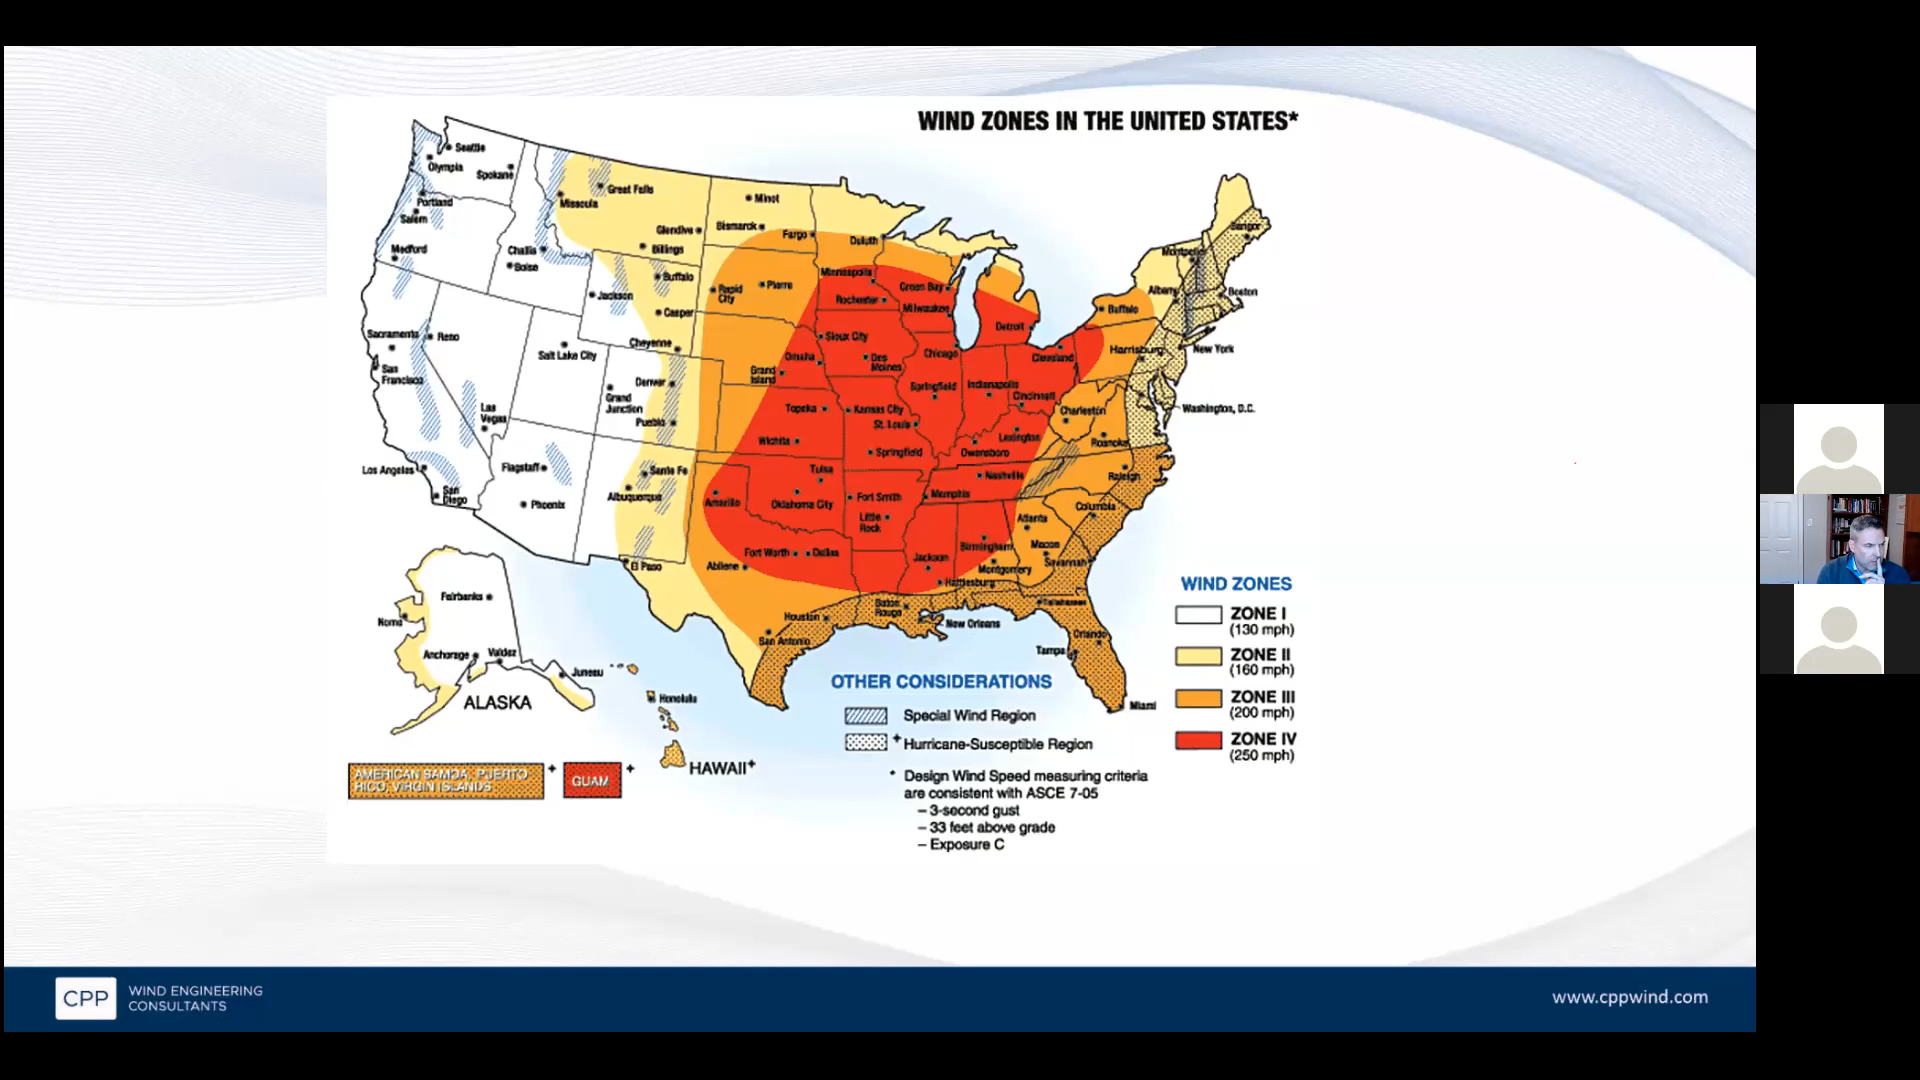 WIND ZONES IN THE UNITED STATES*
Seattle
Olympia
Spokane
Portland
Salem
Medford
Missoula
Great Falls
Glendive
Billings
Challis
Boise
Buffalo
Jackson
Casper
Cheyenne
Minot
Bismarck
Fargo
Duluth
Rapid
City
Pierre
Minneapolis
Rochester
Green Bay
Milwaukee
Detroit
Buffalo
Albany
Montpelier
Bangor
Boston
New York
Harrisburg
Washington, D.C.
Sacramento
Reno
San
Francisco
Salt Lake City
Las
Vegas
Grand
Junction
Denver
Pueblo
Sioux City
Omaha
Des
Moines
Grand
Island
Chicago
Cleveland
Springfield
Indianapolis
Cincinnati
Charleston
Topeka
Kansas City
St. Louis
Lexington
Roanoke
Wichita
Springfield
Owensboro
Raleigh
Los Angeles
San
Diego
Flagstaff
Phoenix
Sante Fe
Albuquerque
El Paso
Amarillo
Tulsa
Oklahoma City
Fort Smith
Little
Rock
Memphis
Nashville
Columbia
Atlanta
Macon
Savannah
Birmingham
Montgomery
Jackson
Hattiesburg
Fort Worth
Dallas
Abilene
Houston
San Antonio
Baton
Rouge
New Orleans
Tallahassee
Orlando
Tampa
Miami
Fairbanks
Nome
Anchorage
Valdez
Juneau
ALASKA
Honolulu
HAWAII+
AMERICAN SAMOA, PUERTO
RICO, VIRGIN ISLANDS
+
GUAM
+
OTHER CONSIDERATIONS
Special Wind Region
+ Hurricane-Susceptible Region
* Design Wind Speed measuring criteria
are consistent with ASCE 7-05
– 3-second gust
– 33 feet above grade
– Exposure C
WIND ZONES
ZONE I
(130 mph)
ZONE II
(160 mph)
ZONE III
(200 mph)
ZONE IV
(250 mph)
CPP
WIND ENGINEERING
CONSULTANTS
www.cppwind.com